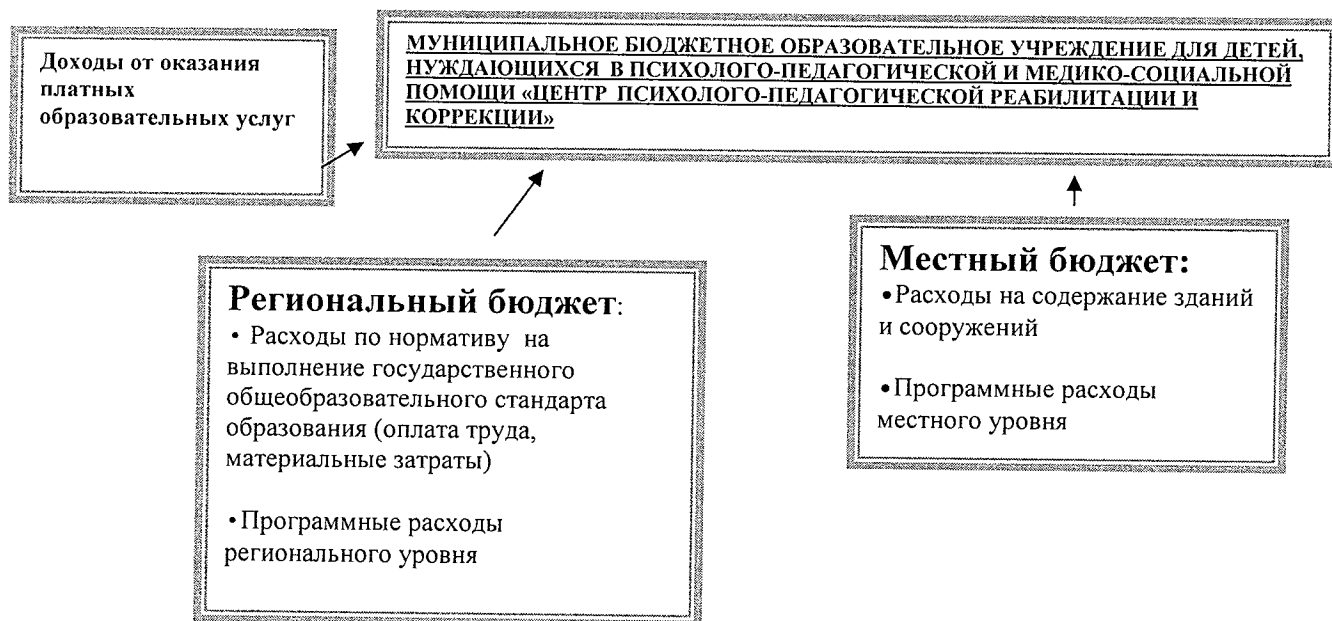 Доходы от оказания
платных
образовательных услуг
МУНИЦИПАЛЬНОЕ БЮДЖЕТНОЕ ОБРАЗОВАТЕЛЬНОЕ УЧРЕЖДЕНИЕ ДЛЯ ДЕТЕЙ,
НУЖДАЮЩИХСЯ В ПСИХОЛОГО-ПЕДАГОГИЧЕСКОЙ И МЕДИКО-СОЦИАЛЬНОЙ
ПОМОЩИ «ЦЕНТР ПСИХОЛОГО-ПЕДАГОГИЧЕСКОЙ РЕАБИЛИТАЦИИ И
КОРРЕКЦИИ»
Региональный бюджет:
• Расходы по нормативу на
выполнение государственного
общеобразовательного стандарта
образования (оплата труда,
материальные затраты)
•Программные расходы
регионального уровня
Местный бюджет:
•Расходы на содержание зданий
и сооружений
•Программные расходы
местного уровня